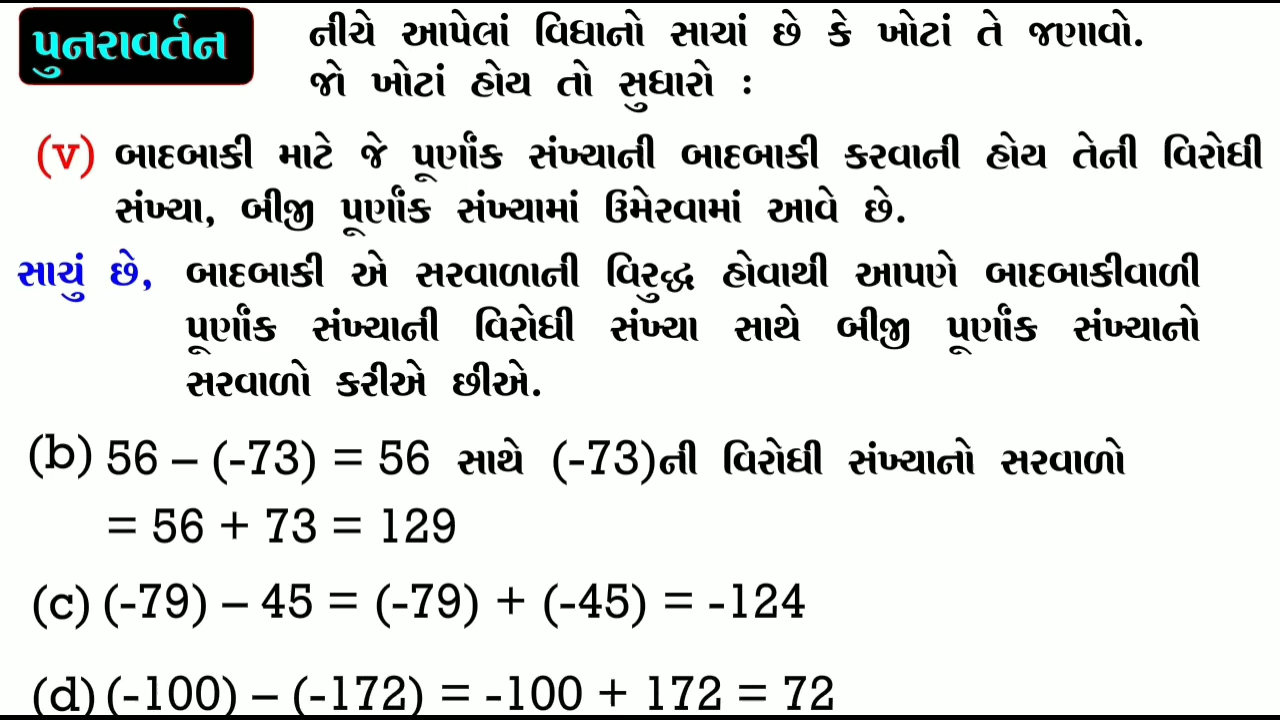 પુનરાવર્તન
નીચે આપેલાં વિધાનો સાચાં છે કે ખોટાં તે જણાવો.
જો ખોટાં હોય તો સુધારો :
(v) બાદબાકી માટે જે પૂર્ણાંક સંખ્યાની બાદબાકી કરવાની હોય તેની વિરોધી
સંખ્યા, બીજી પૂર્ણાંક સંખ્યામાં ઉમેરવામાં આવે છે.
સાચું છે, બાદબાકી એ સરવાળાની વિરુદ્ધ હોવાથી આપણે બાદબાકીવાળી
પૂર્ણાંક સંખ્યાની વિરોધી સંખ્યા સાથે બીજી પૂર્ણાંક સંખ્યાનો
સરવાળો કરીએ છીએ.
(b) 56 – (-73) = 56 સાથે (-73)ની વિરોધી સંખ્યાનો સરવાળો
= 56 + 73 = 129
(c) (-79) – 45 = (-79) + (-45) = -124
(d) (-100) – (-172) = -100 + 172 = 72